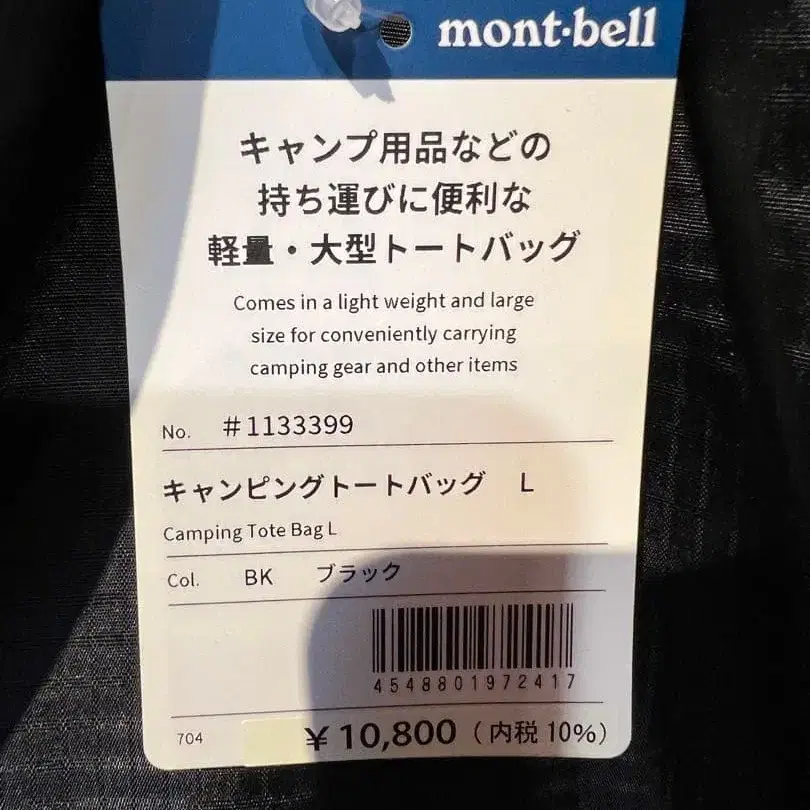 mont-bell
キャンプ用品などの
持ち運びに便利な
軽量・大型トートバッグ
Comes in a light weight and large
size for conveniently carrying
camping gear and other items
No. #1133399
キャンピングトートバッグ L
Camping Tote Bag L
Col. BK ブラック
4548801972417
704 ¥10,800(内税10%)